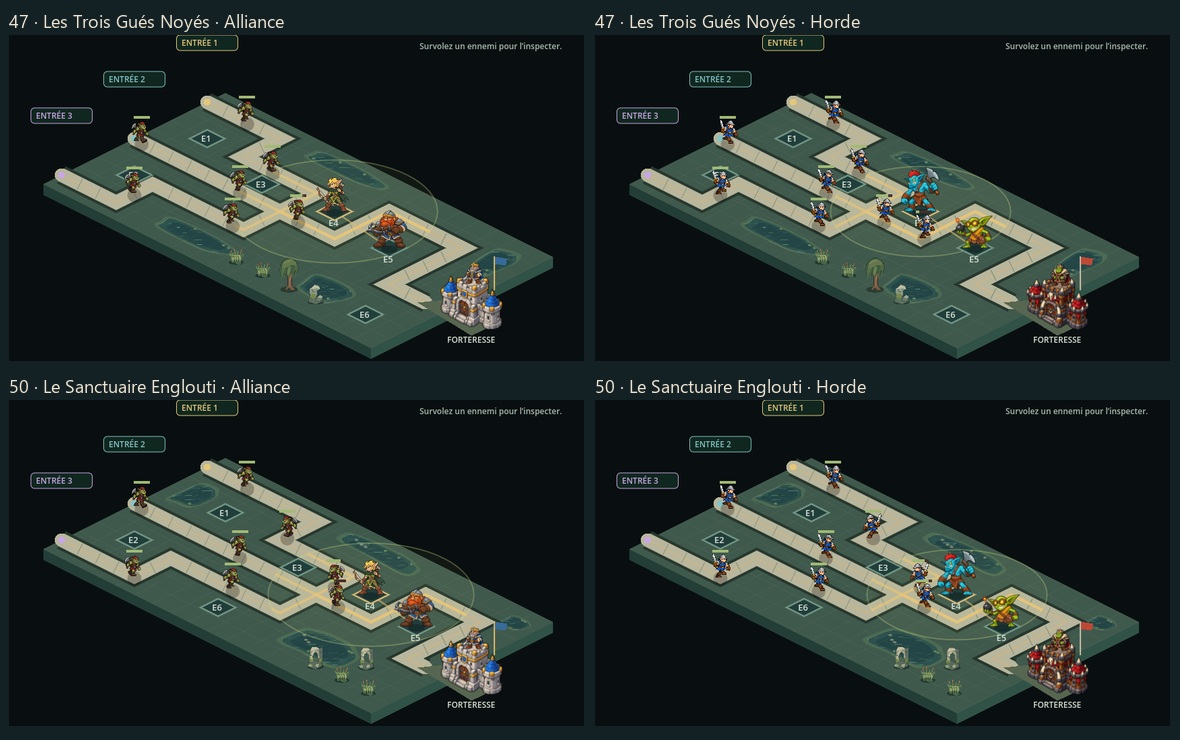 47 · Les Trois Gués Noyés · Alliance
ENTRÉE 1
Survolez un ennemi pour l'inspecter.
ENTRÉE 2
ENTRÉE 3
E1
E3
E4
E5
E6
FORTERESSE
47 · Les Trois Gués Noyés · Horde
ENTRÉE 1
Survolez un ennemi pour l'inspecter.
ENTRÉE 2
ENTRÉE 3
E1
E3
E5
E6
FORTERESSE
50 · Le Sanctuaire Englouti · Alliance
ENTRÉE 1
Survolez un ennemi pour l'inspecter.
ENTRÉE 2
ENTRÉE 3
E1
E2
E3
E4
E6
E5
FORTERESSE
50 · Le Sanctuaire Englouti · Horde
ENTRÉE 1
Survolez un ennemi pour l'inspecter.
ENTRÉE 2
ENTRÉE 3
E1
E2
E3
E4
E6
E5
FORTERESSE